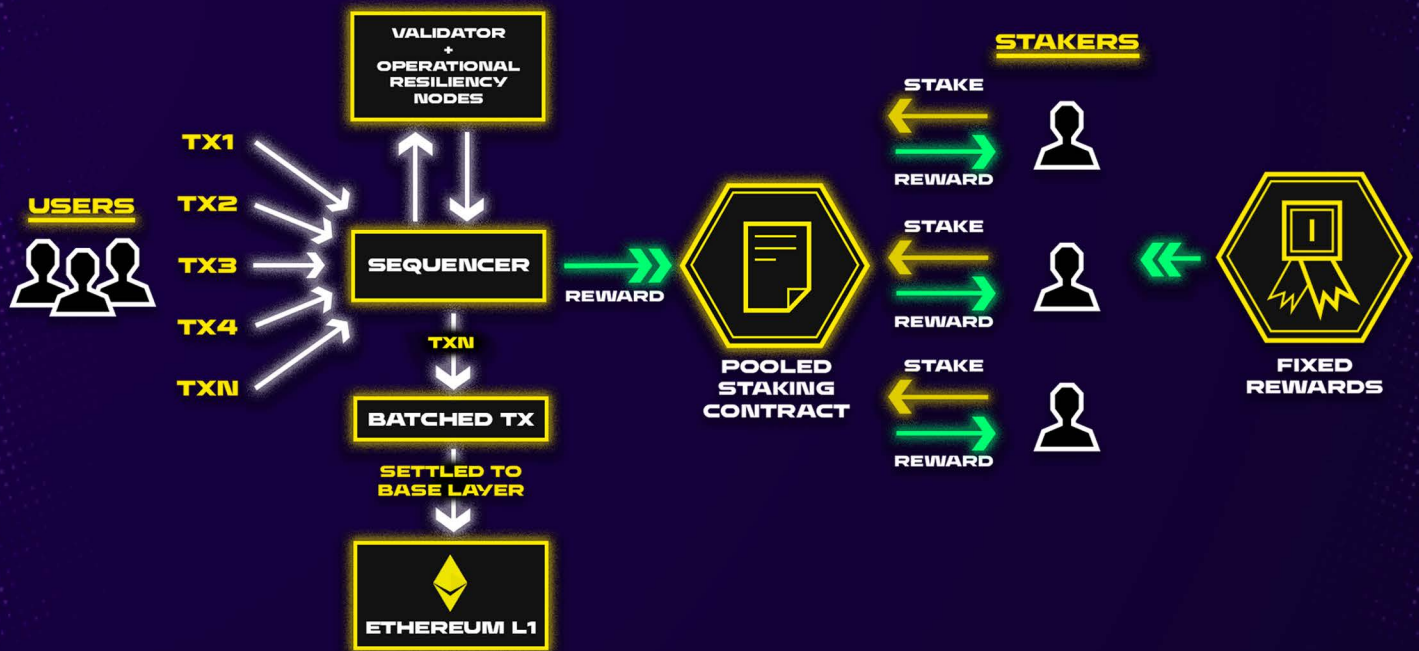 VALIDATOR
+
OPERATIONAL
RESILIENCY
NODES
USERS
TX1
TX2
TX3
TX4
TXN
SEQUENCER
REWARD
TXN
BATCHED TX
SETTLED TO
BASE LAYER
ETHEREUM L1
POOLED
STAKING
CONTRACT
STAKERS
STAKE
REWARD
STAKE
REWARD
STAKE
REWARD
I
FIXED
REWARDS